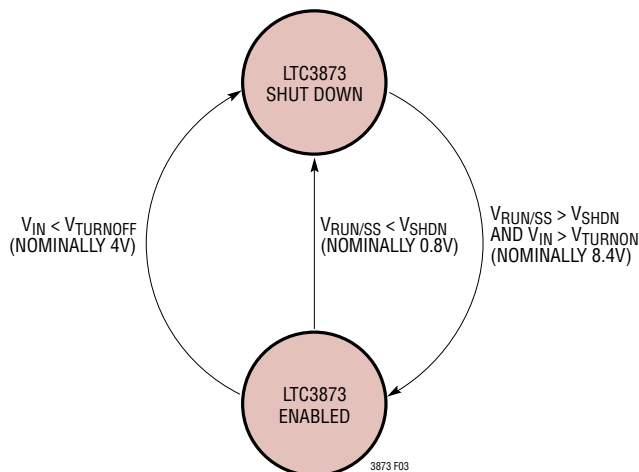 LTC3873
SHUT DOWN
VIN < VTURNOFF
(NOMINALLY 4V)
VRUN/SS < VSHDN
(NOMINALLY 0.8V)
VRUN/SS > VSHDN
AND VIN > VTURNON
(NOMINALLY 8.4V)
LTC3873
ENABLED
3873 F03